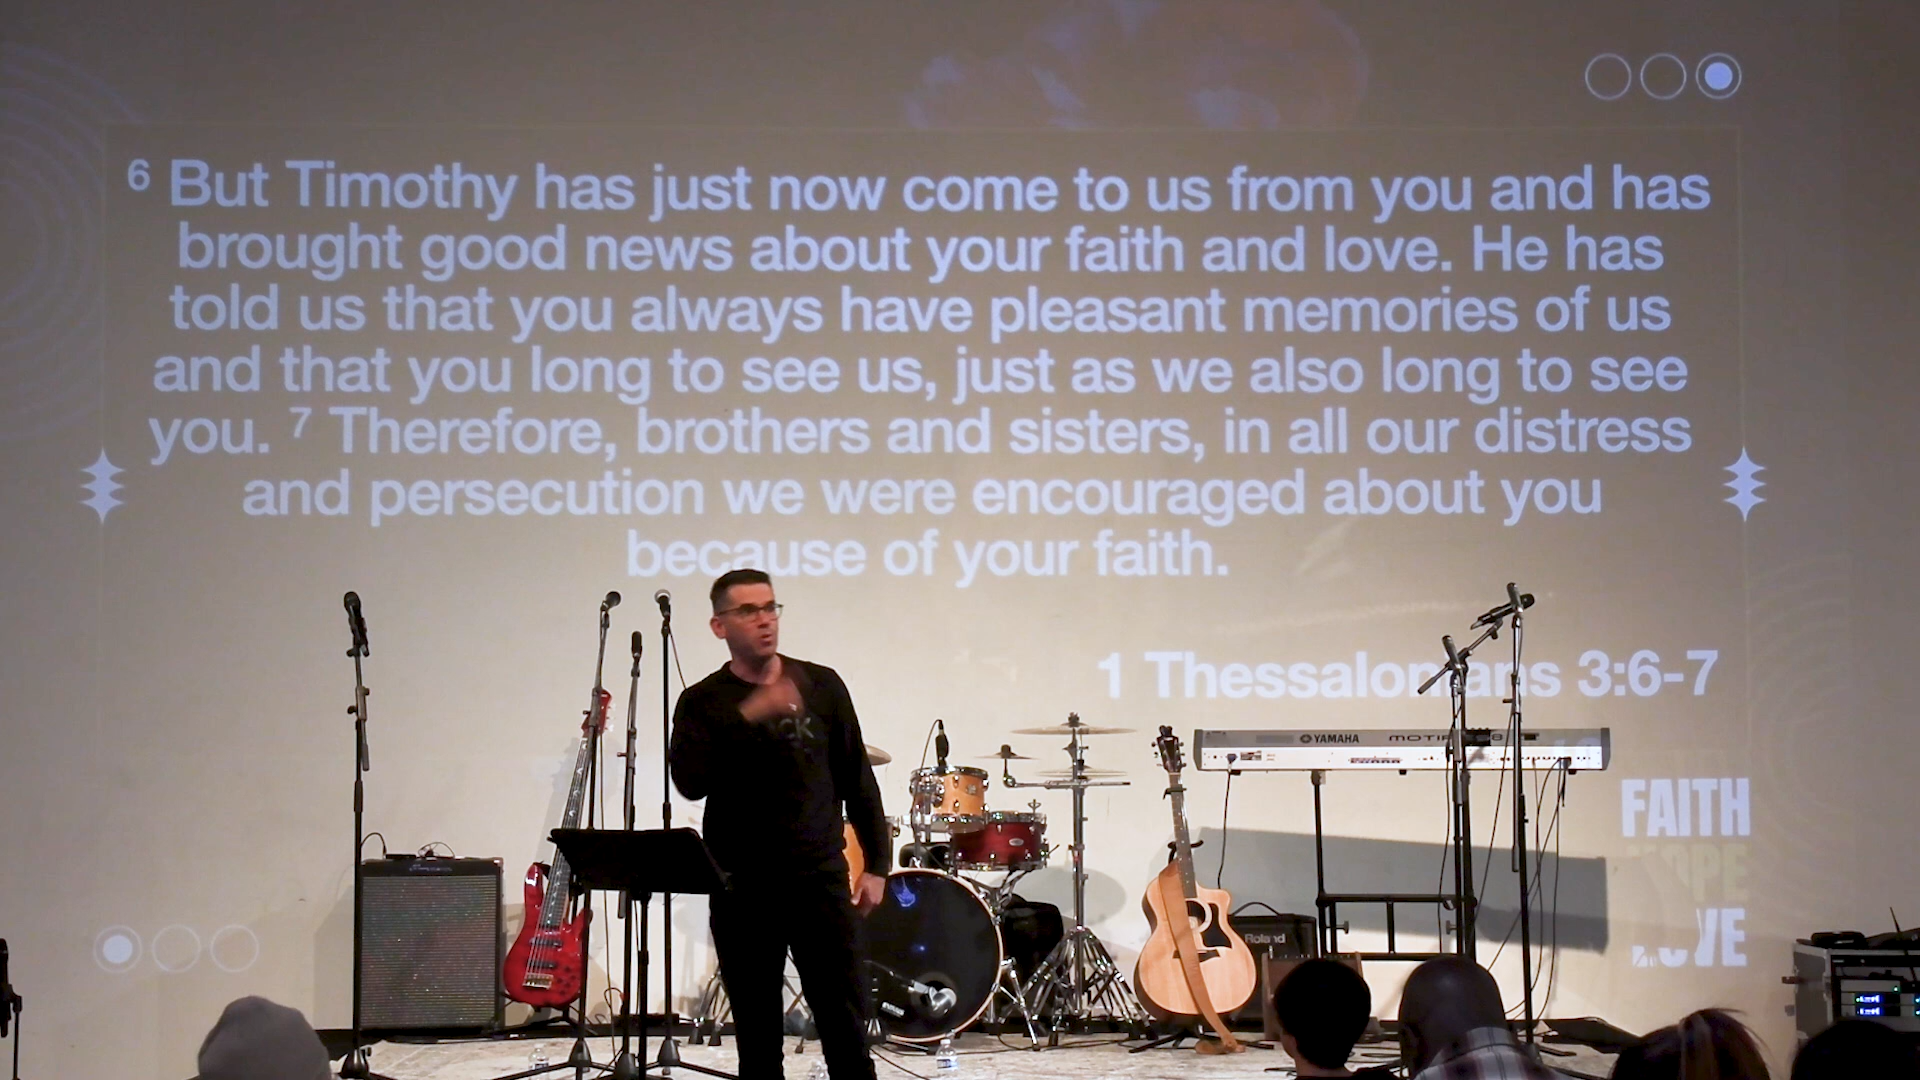 6 But Timothy has just now come to us from you and has
brought good news about your faith and love. He has
told us that you always have pleasant memories of us
and that you long to see us, just as we also long to see
you. 7 Therefore, brothers and sisters, in all our distress
and persecution we were encouraged about you
because of your faith.
1 Thessalonians 3:6-7
YAMAHA
FAITH
HOPE
LOVE
Roland